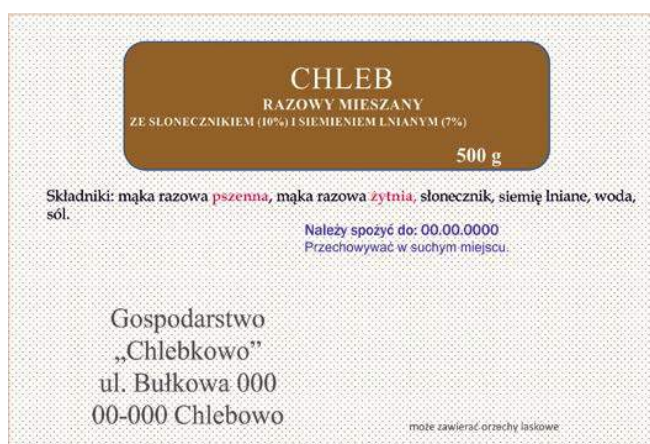 CHLEB
RAZOWY MIESZANY
ZE SŁONECZNIKIEM (10%) I SIEMIENIEM LNIANYM (7%)
500 g
Składniki: mąka razowa pszenna, mąka razowa żytnia, słonecznik, siemię lniane, woda,
sól.
Należy spożyć do: 00.00.0000
Przechowywać w suchym miejscu.
Gospodarstwo
„Chlebkowo”
ul. Bułkowa 000
00-000 Chlebowo
może zawierać orzechy laskowe